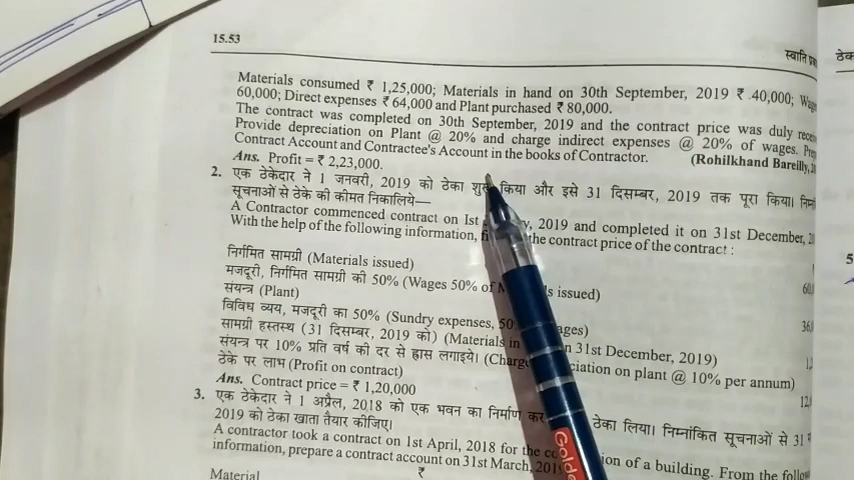 15.53
स्वाति
ठेक
Materials consumed ₹ 1,25,000; Materials in hand on 30th September, 2019 ₹ 40,000;
60,000; Direct expenses ₹ 64,000 and Plant purchased ₹ 80,000.
The contract was completed on 30th September, 2019 and the contract price was duly
Provide depreciation on Plant @ 20% and charge indirect expenses @ 20% of wages.
Contract Account and Contractee's Account in the books of Contractor. (Rohilkhand Bareilly,
Ans. Profit = ₹ 2,23,000.
2. एक ठेकेदार ने 1 जनवरी, 2019 को ठेका शुरू किया और इसे 31 दिसम्बर, 2019 तक पूरा किया।
सूचनाओं से ठेके की कीमत निकालिये—
A Contractor commenced contract on Ist y, 2019 and completed it on 31st December,
With the help of the following information, the contract price of the contract :
निर्गमित सामग्री (Materials issued)
मजदूरी, निर्गमित सामग्री की 50% (Wages 50% of issued)
संयन्त्र (Plant)
विविध व्यय, मजदूरी का 50% (Sundry expenses, 50 ages)
सामग्री हस्तस्थ (31 दिसम्बर, 2019 को) (Materials in n 31st December, 2019)
संयन्त्र पर 10% प्रति वर्ष की दर से ह्रास लगाइये। (Charge ciation on plant @ 10% per annum)
ठेके पर लाभ (Profit on contract)
Ans. Contract price = ₹ 1,20,000
3. एक ठेकेदार ने 1 अप्रैल, 2018 को एक भवन का निर्माण कर ठेका लिया। निम्नांकित सूचनाओं से 31
2019 को ठेका खाता तैयार कीजिए।
A contractor took a contract on 1st April, 2018 for the co ion of a building. From the
information, prepare a contract account on 31st March, 201
₹
Material
5
Golde